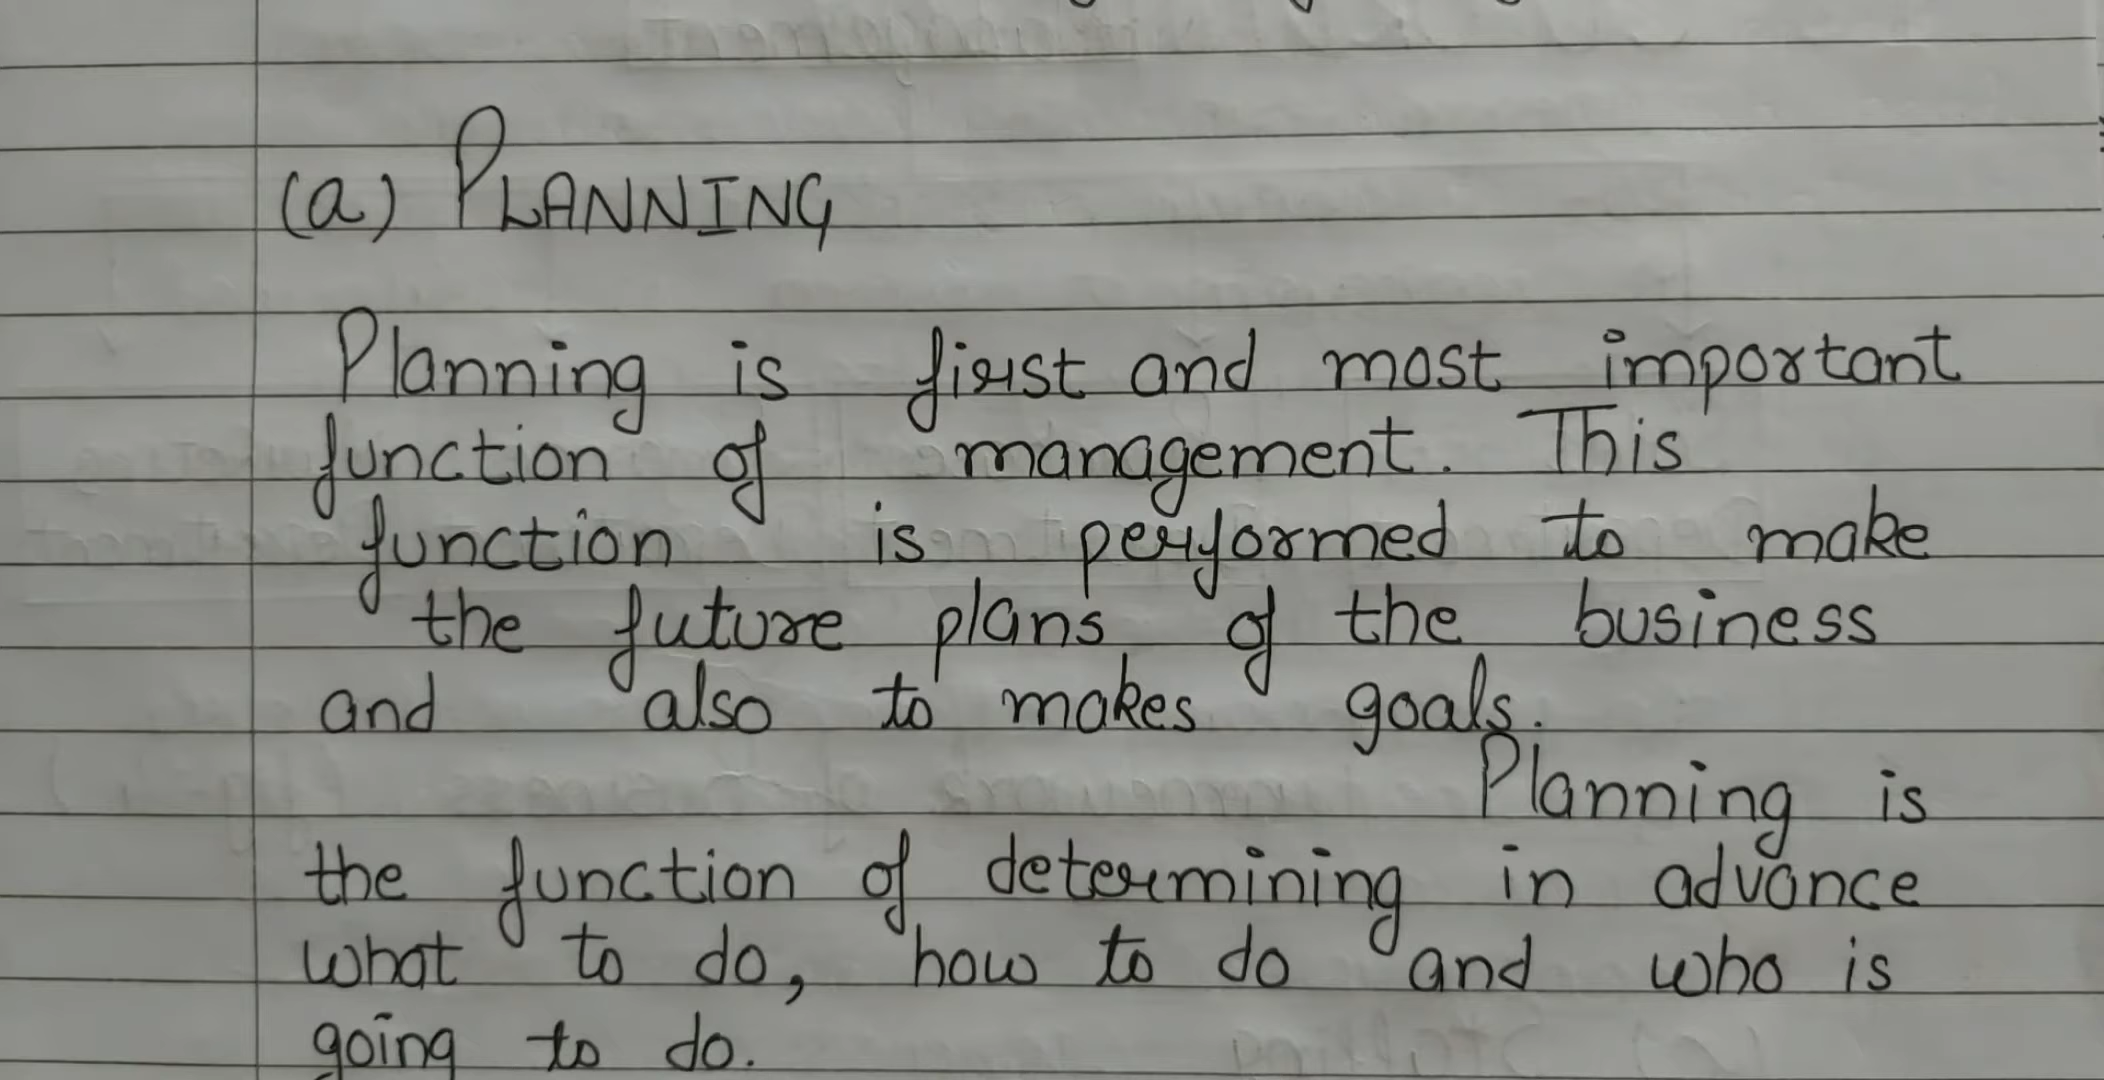 (a) PLANNING
Planning is first and most important
function of management. This
function is performed to make
the future plans of the business
and also to makes goals.
Planning is
the function of determining in advance
what to do, how to do and who is
going to do.